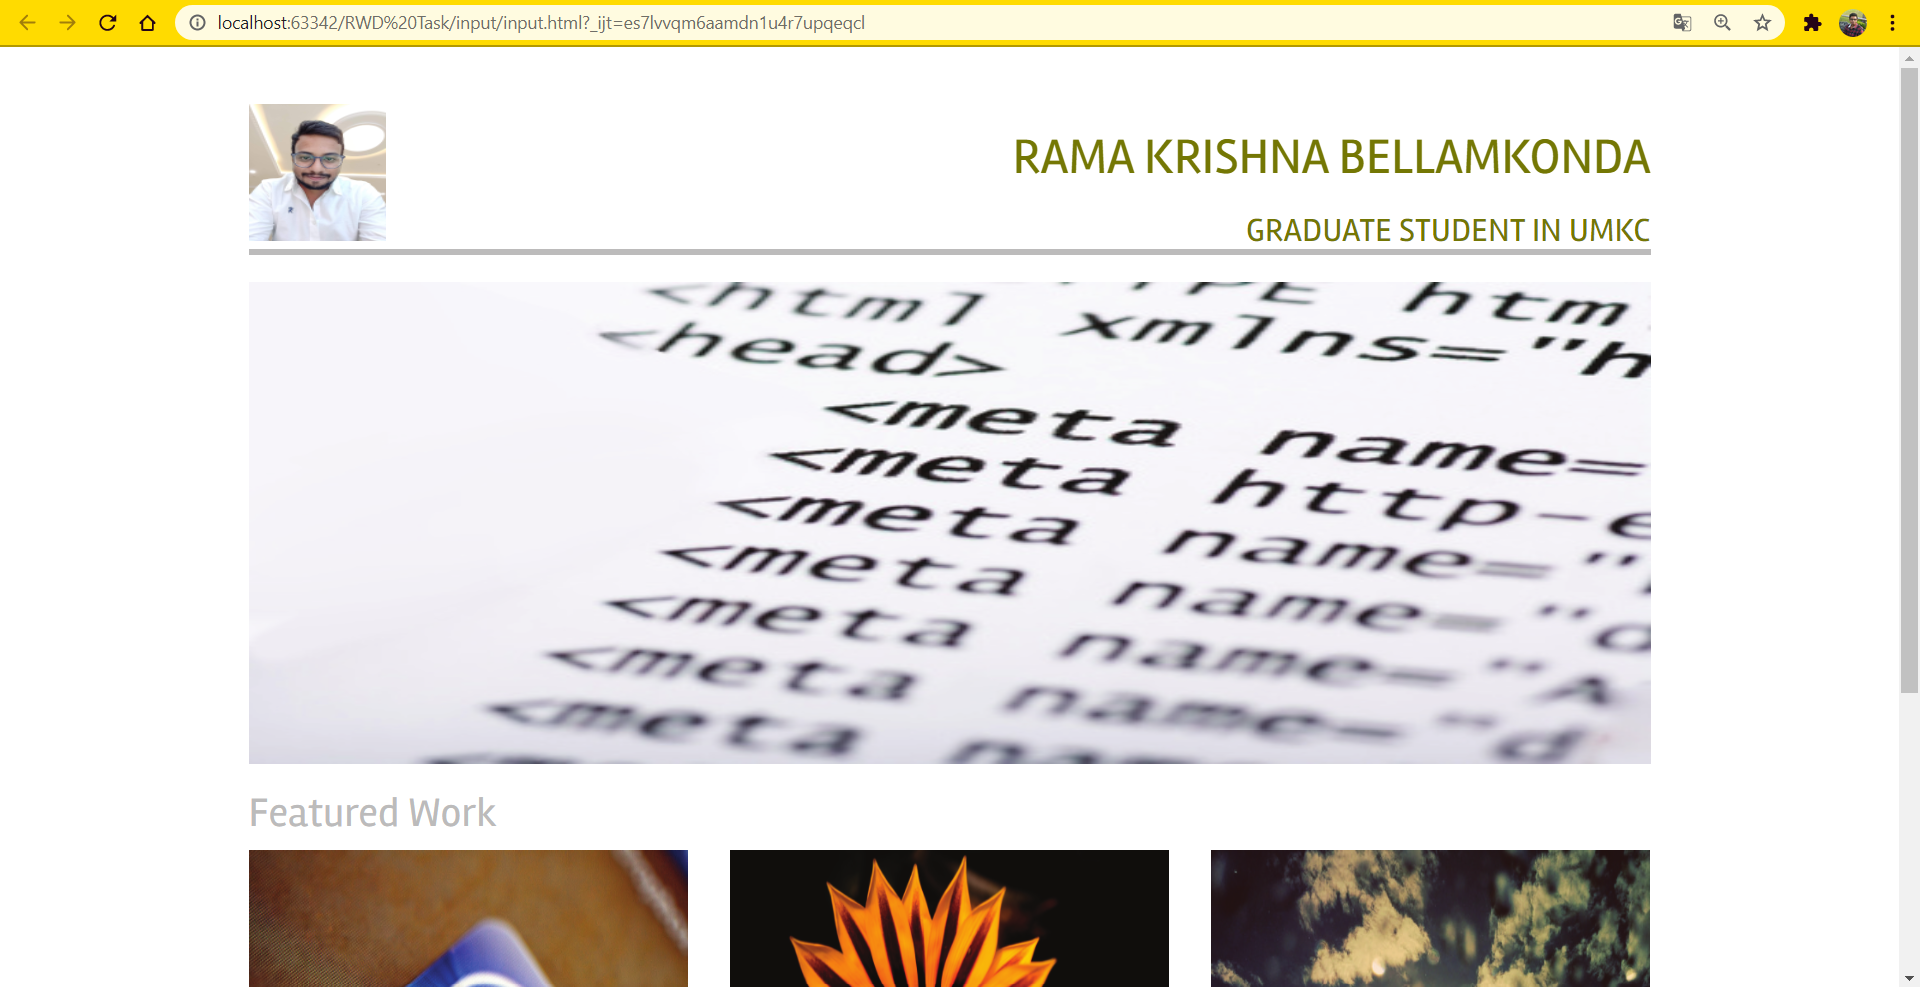 localhost:63342/RWD%20Task/input/input.html?_ijt=es7lvvqm6aamdn1u4r7upqeqcl
RAMA KRISHNA BELLAMKONDA
GRADUATE STUDENT IN UMKC
<html xmlns="h
<head>
<meta name=
<meta http-e
<meta name="
<meta name="d
<meta name="A
<meta name="d
<meta
Featured Work